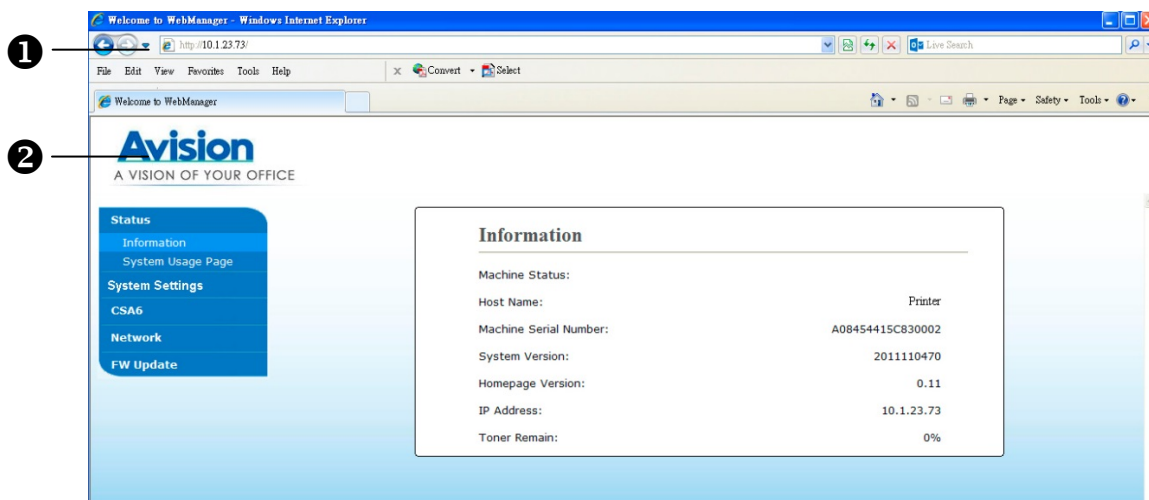 Welcome to WebManager - Windows Internet Explorer
❶ http://10.1.23.73/ Live Search
File Edit View Favorites Tools Help x Convert Select
Welcome to WebManager Page Safety Tools
❷ Avision
A VISION OF YOUR OFFICE
Status
Information
System Usage Page
System Settings
CSA6
Network
FW Update
Information
Machine Status:
Host Name: Printer
Machine Serial Number: A08454415C830002
System Version: 2011110470
Homepage Version: 0.11
IP Address: 10.1.23.73
Toner Remain: 0%